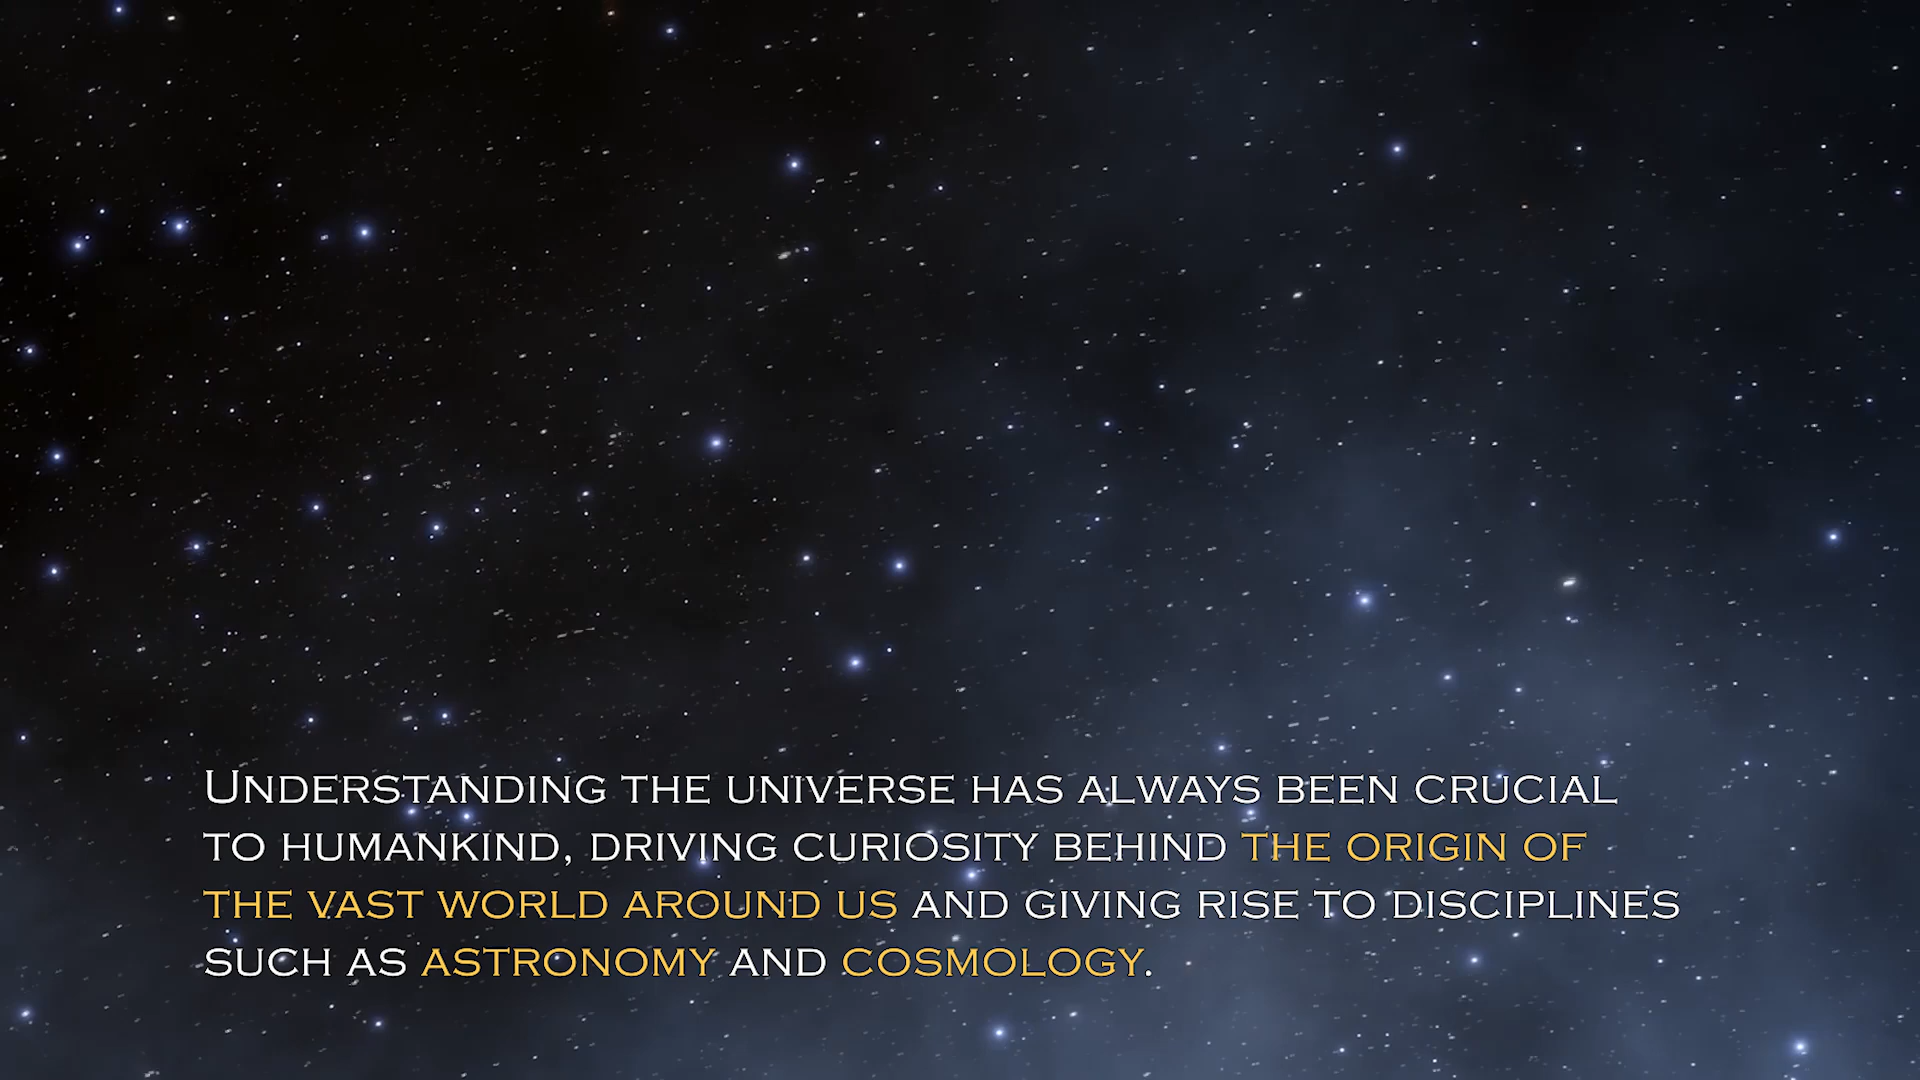 Understanding the universe has always been crucial
to humankind, driving curiosity behind the origin of
the vast world around us and giving rise to disciplines
such as astronomy and cosmology.